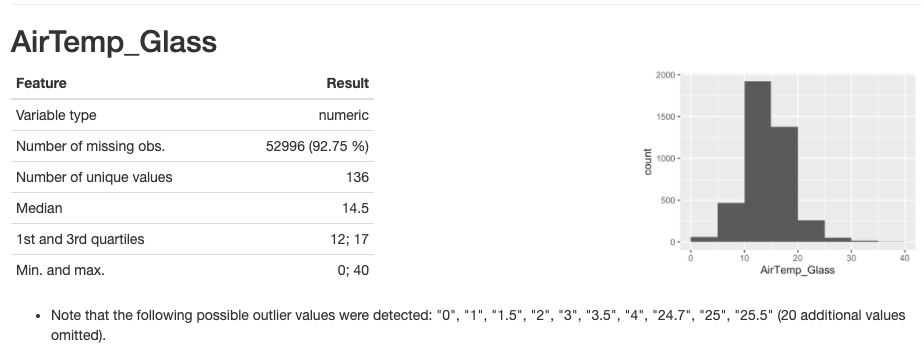 AirTemp_Glass
Feature Result
Variable type numeric
Number of missing obs. 52996 (92.75 %)
Number of unique values 136
Median 14.5
1st and 3rd quartiles 12; 17
Min. and max. 0; 40
2000
1500
1000
500
0
count
0 10 20 30 40
AirTemp_Glass
• Note that the following possible outlier values were detected: "0", "1", "1.5", "2", "3", "3.5", "4", "24.7", "25", "25.5" (20 additional values
omitted).